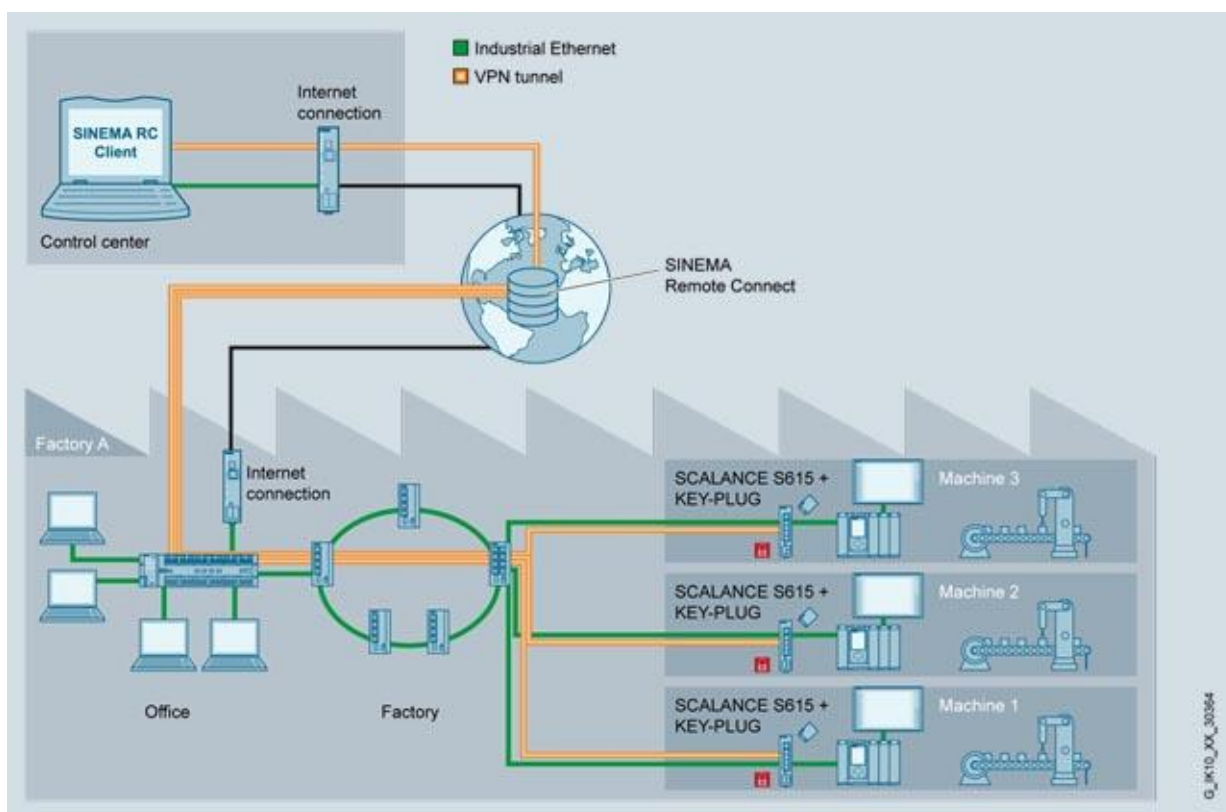 Industrial Ethernet
VPN tunnel
Internet
connection
SINEMA RC
Client
Control center
SINEMA
Remote Connect
Factory A
Internet
connection
SCALANCE S615 +
KEY-PLUG
Machine 3
SCALANCE S615 +
KEY-PLUG
Machine 2
SCALANCE S615 +
KEY-PLUG
Machine 1
Office
Factory
G_IK10_XX_30364